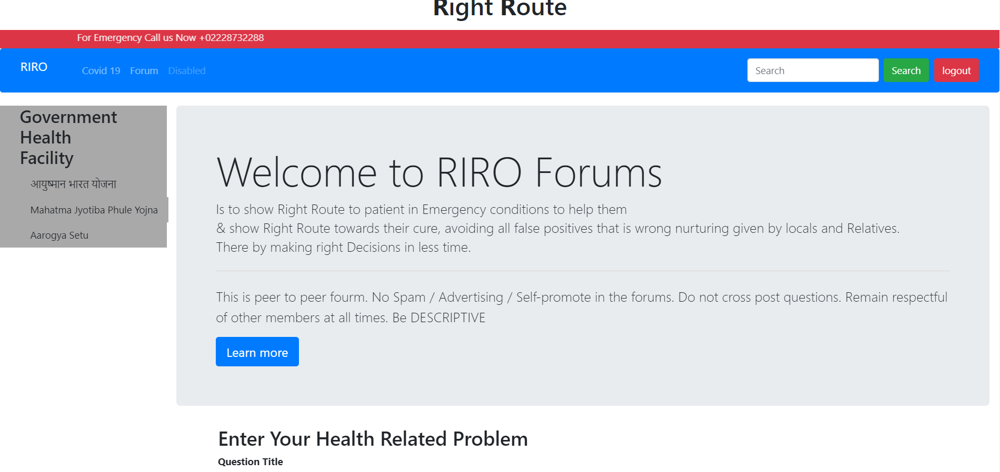 Right Route
For Emergency Call us Now +02228732288
RIRO
Covid 19 Forum Disabled
Search Search logout
Government
Health
Facility
आयुष्मान भारत योजना
Mahatma Jyotiba Phule Yojna
Aarogya Setu
Welcome to RIRO Forums
Is to show Right Route to patient in Emergency conditions to help them
& show Right Route towards their cure, avoiding all false positives that is wrong nurturing given by locals and Relatives.
There by making right Decisions in less time.
This is peer to peer fourm. No Spam / Advertising / Self-promote in the forums. Do not cross post questions. Remain respectful
of other members at all times. Be DESCRIPTIVE
Learn more
Enter Your Health Related Problem
Question Title